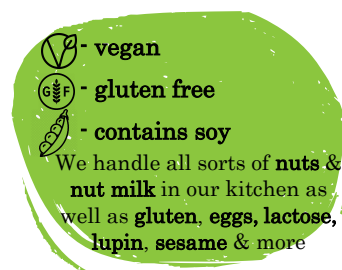 - vegan
G F - gluten free
- contains soy
We handle all sorts of nuts &
nut milk in our kitchen as
well as gluten, eggs, lactose,
lupin, sesame & more